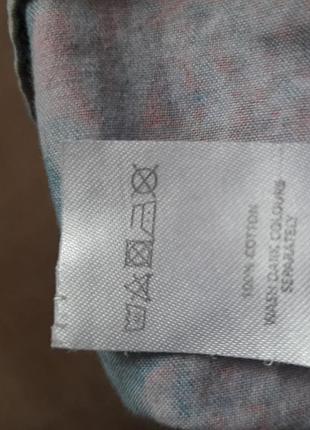 100% COTTON
WASH DARK COLOURS
SEPARATELY